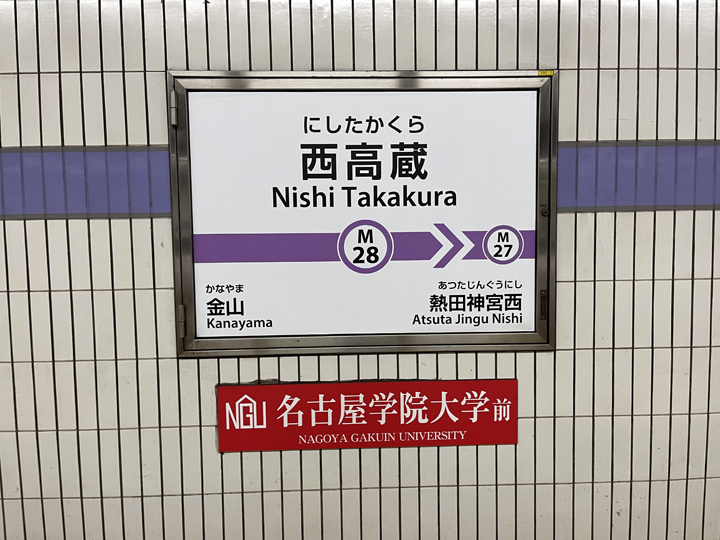 にしたかくら
西高蔵
Nishi Takakura
M
28
M
27
かなやま
金山
Kanayama
あつたじんぐうにし
熱田神宮西
Atsuta Jingu Nishi
NGU 名古屋学院大学前
NAGOYA GAKUIN UNIVERSITY